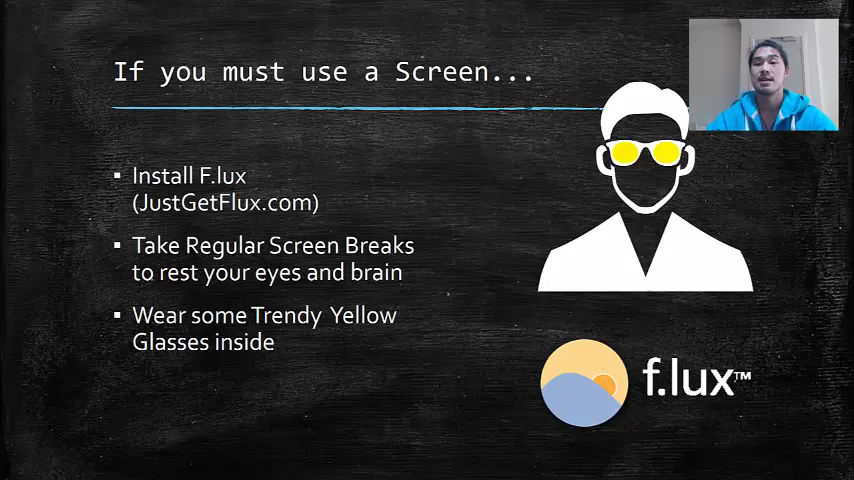 If you must use a Screen...
▪ Install F.lux
(JustGetFlux.com)
▪ Take Regular Screen Breaks
to rest your eyes and brain
▪ Wear some Trendy Yellow
Glasses inside
f.lux™